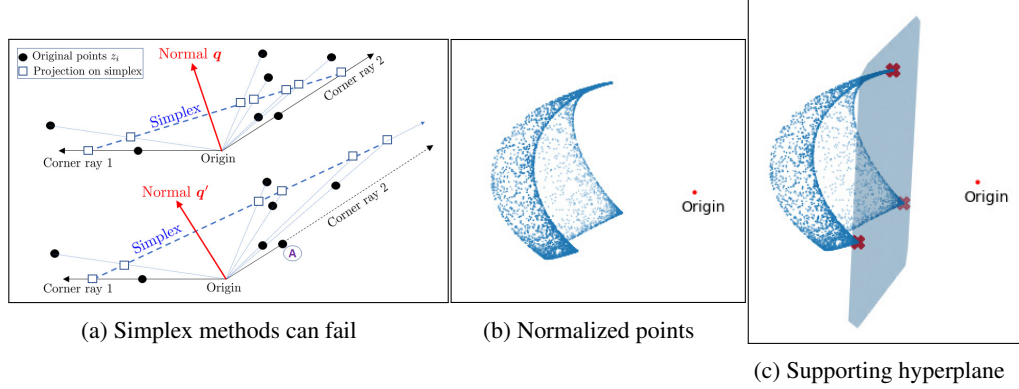 Original points z_i
Projection on simplex
Normal q
Simplex
Corner ray 2
Corner ray 1
Origin
Normal q'
Simplex
Corner ray 2
A
Corner ray 1
Origin
Origin
Origin
(a) Simplex methods can fail
(b) Normalized points
(c) Supporting hyperplane